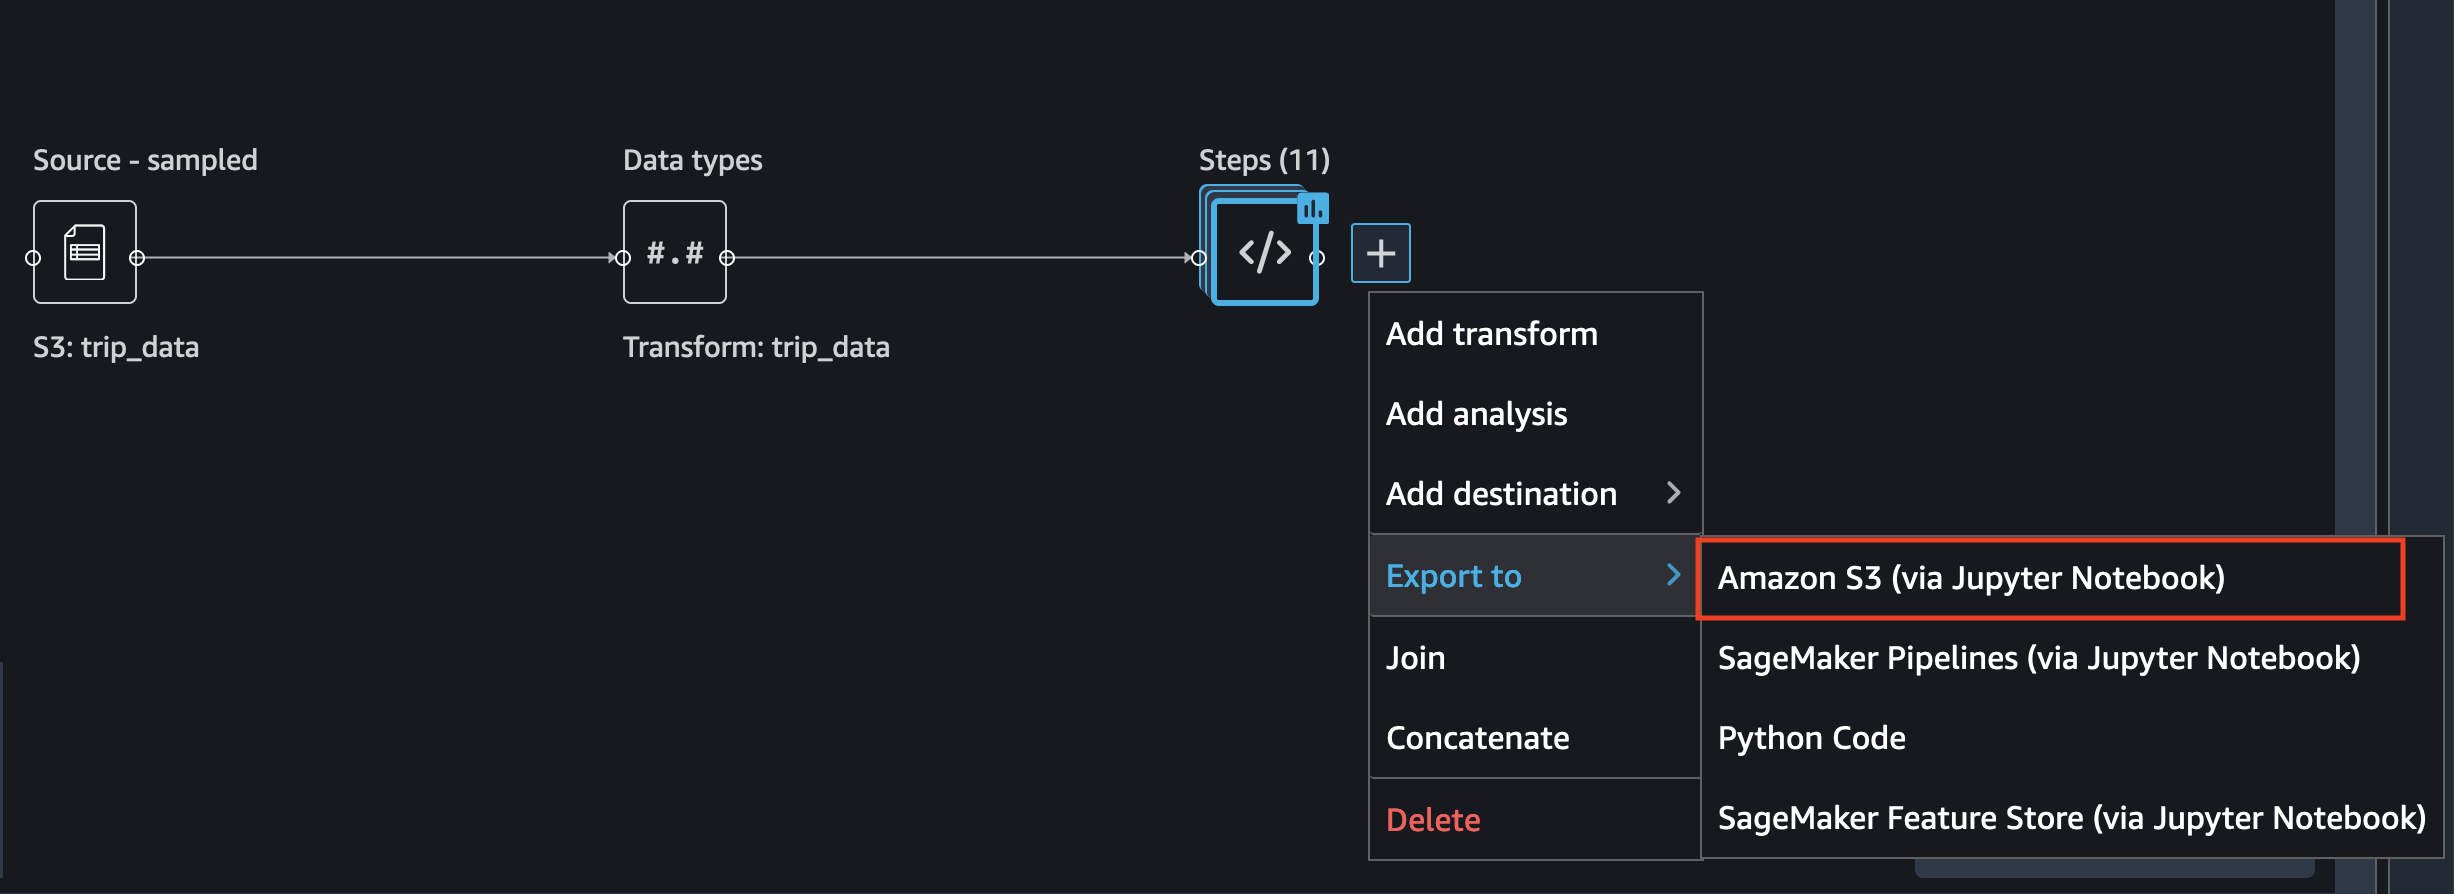 Source - sampled
Data types
Steps (11)
#.#
</>
+
S3: trip_data
Transform: trip_data
Add transform
Add analysis
Add destination
Export to
Amazon S3 (via Jupyter Notebook)
Join
SageMaker Pipelines (via Jupyter Notebook)
Concatenate
Python Code
Delete
SageMaker Feature Store (via Jupyter Notebook)